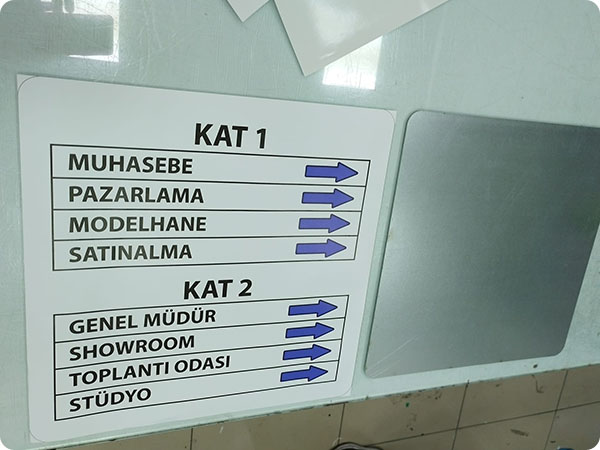 KAT 1
MUHASEBE
PAZARLAMA
MODELHANE
SATINALMA
KAT 2
GENEL MÜDÜR
SHOWROOM
TOPLANTI ODASI
STÜDYO